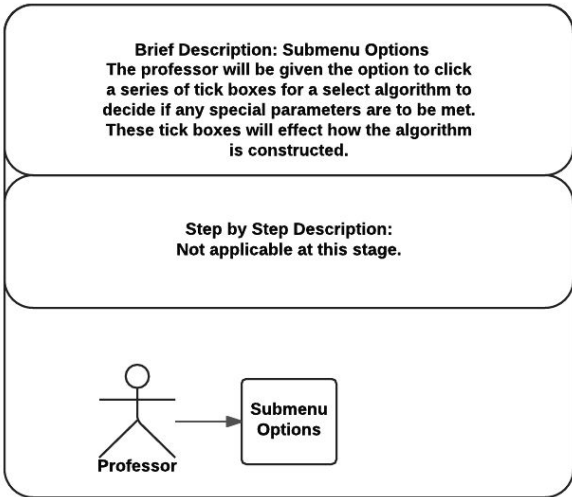 Brief Description: Submenu Options
The professor will be given the option to click
a series of tick boxes for a select algorithm to
decide if any special parameters are to be met.
These tick boxes will effect how the algorithm
is constructed.
Step by Step Description:
Not applicable at this stage.
Submenu
Options
Professor